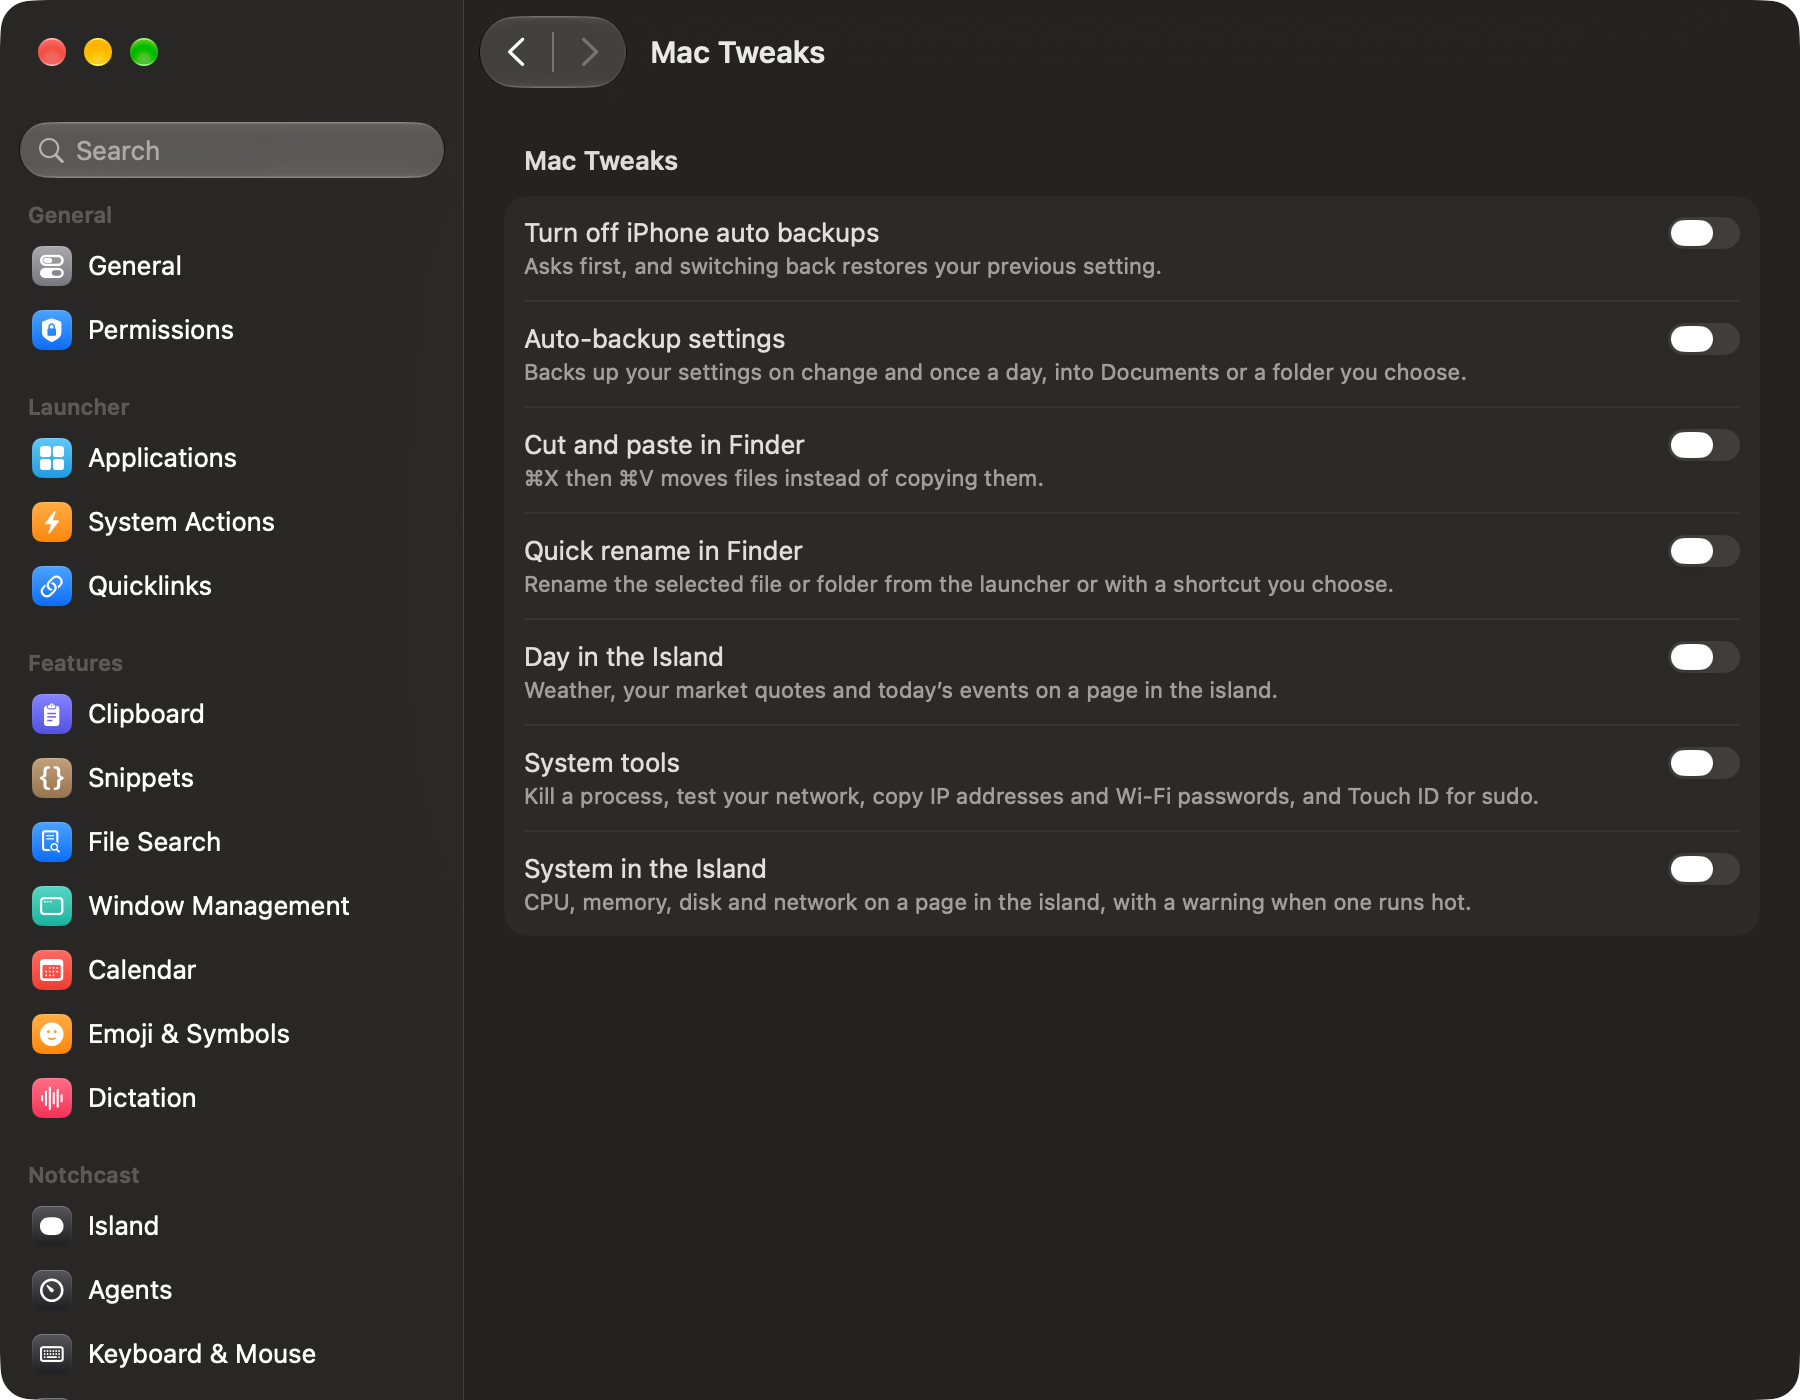 Mac Tweaks
Search
General
General
Permissions
Launcher
Applications
System Actions
Quicklinks
Features
Clipboard
Snippets
File Search
Window Management
Calendar
Emoji & Symbols
Dictation
Notchcast
Island
Agents
Keyboard & Mouse
Mac Tweaks
Turn off iPhone auto backups
Asks first, and switching back restores your previous setting.
Auto-backup settings
Backs up your settings on change and once a day, into Documents or a folder you choose.
Cut and paste in Finder
⌘X then ⌘V moves files instead of copying them.
Quick rename in Finder
Rename the selected file or folder from the launcher or with a shortcut you choose.
Day in the Island
Weather, your market quotes and today’s events on a page in the island.
System tools
Kill a process, test your network, copy IP addresses and Wi-Fi passwords, and Touch ID for sudo.
System in the Island
CPU, memory, disk and network on a page in the island, with a warning when one runs hot.